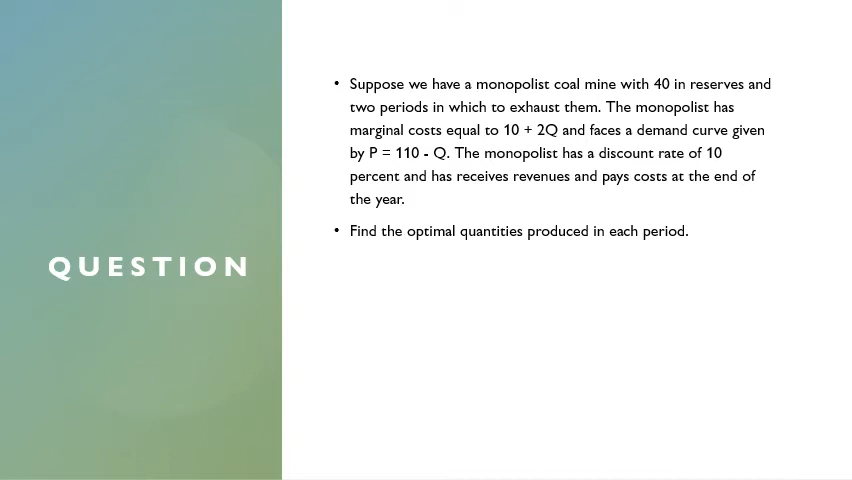 QUESTION
• Suppose we have a monopolist coal mine with 40 in reserves and
two periods in which to exhaust them. The monopolist has
marginal costs equal to 10 + 2Q and faces a demand curve given
by P = 110 - Q. The monopolist has a discount rate of 10
percent and has receives revenues and pays costs at the end of
the year.
• Find the optimal quantities produced in each period.